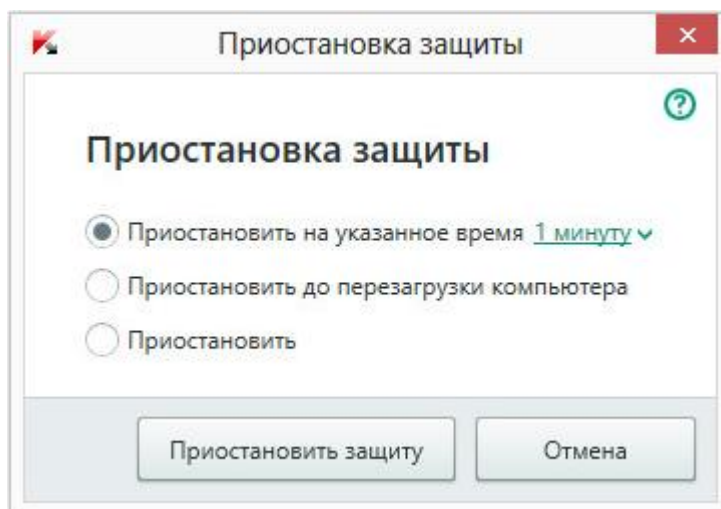 Приостановка защиты
Приостановка защиты
Приостановить на указанное время 1 минуту
Приостановить до перезагрузки компьютера
Приостановить
Приостановить защиту Отмена